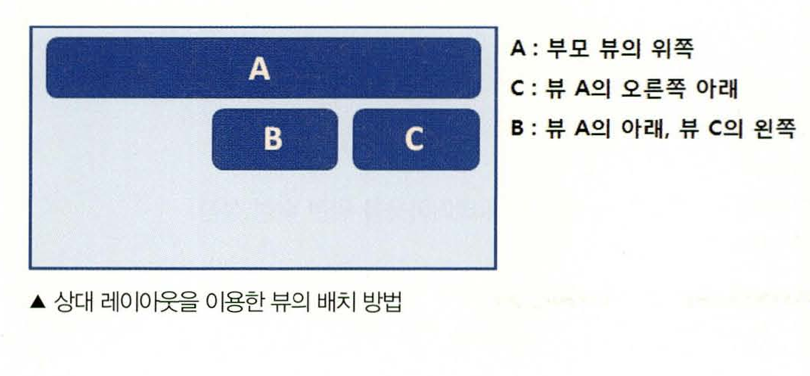 A
B
C
A : 부모 뷰의 위쪽
C : 뷰 A의 오른쪽 아래
B : 뷰 A의 아래, 뷰 C의 왼쪽
▲ 상대 레이아웃을 이용한 뷰의 배치 방법